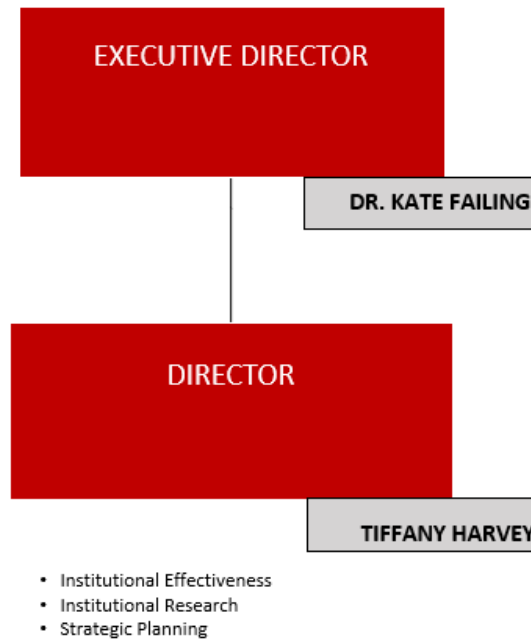 EXECUTIVE DIRECTOR
DR. KATE FAILING
DIRECTOR
TIFFANY HARVEY
• Institutional Effectiveness
• Institutional Research
• Strategic Planning